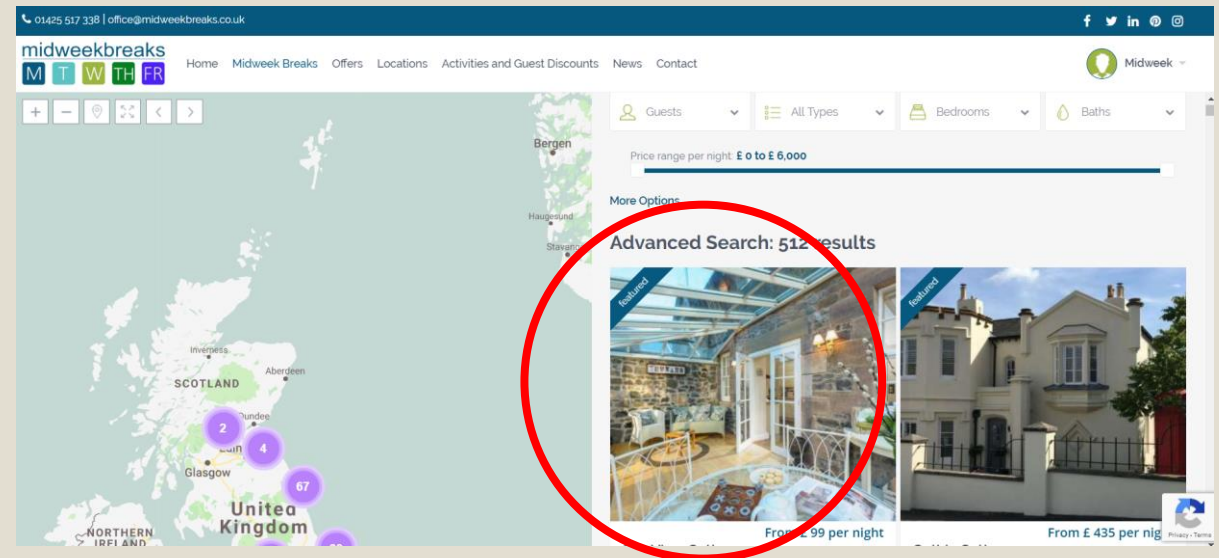 01425 517 338 | office@midweekbreaks.co.uk
midweekbreaks
M T W TH FR
Home Midweek Breaks Offers Locations Activities and Guest Discounts News Contact
Midweek
Guests All Types Bedrooms Baths
Price range per night: £ 0 to £ 6,000
More Options
Advanced Search: 512 results
featured
featured
From £ 99 per night
From £ 435 per
Privacy - Terms
Bergen
Haugesund
Inverness
Aberdeen
SCOTLAND
Dundee
2
4
Glasgow
67
United
Kingdom
NORTHERN
IRELAND